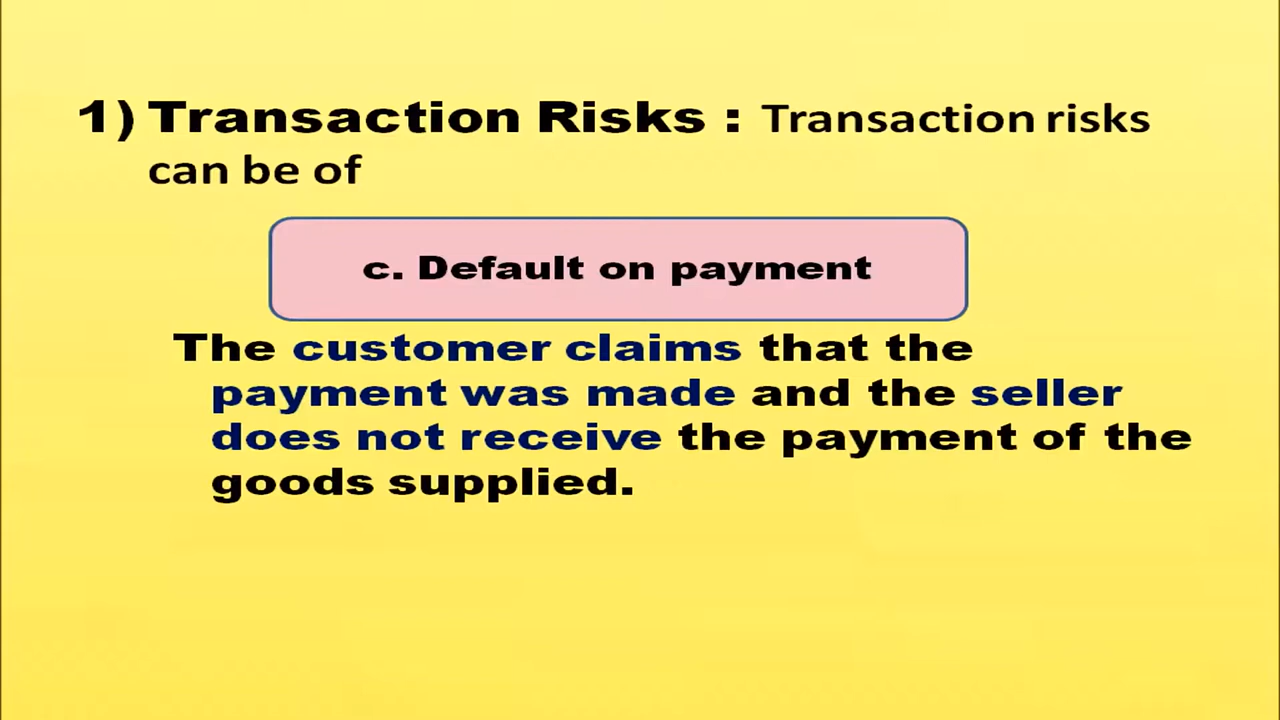 1) Transaction Risks : Transaction risks
can be of
c. Default on payment
The customer claims that the
payment was made and the seller
does not receive the payment of the
goods supplied.